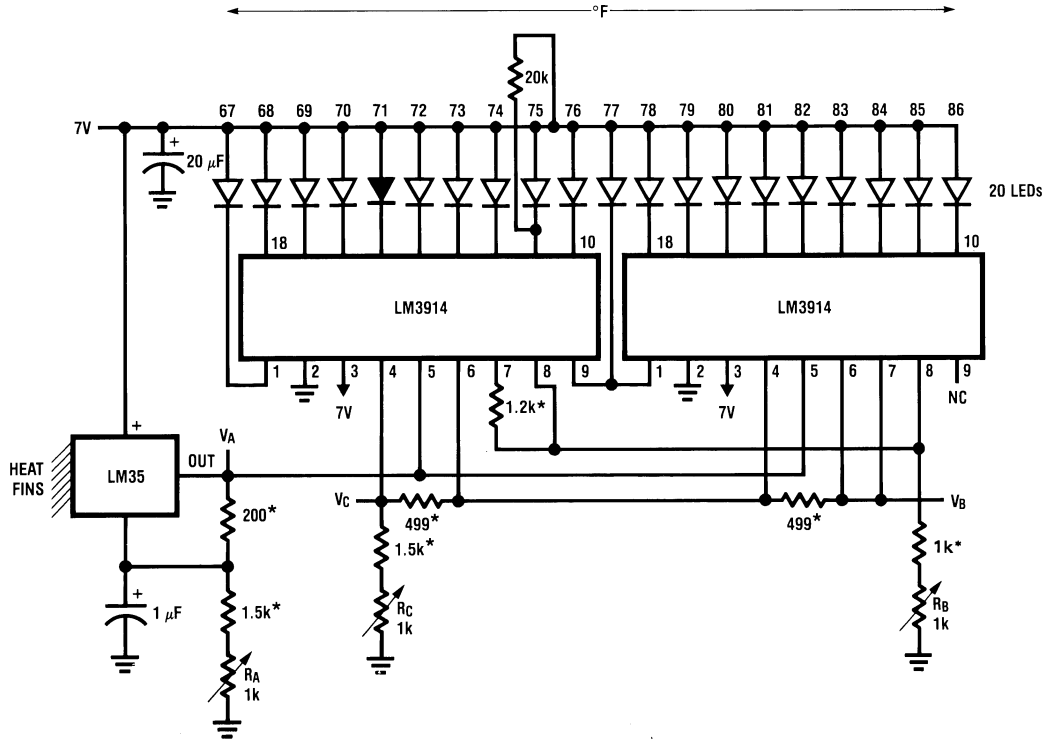 °F
20k
67 68 69 70 71 72 73 74 75 76 77 78 79 80 81 82 83 84 85 86
7V
+
20 μF
20 LEDs
18 10 18 10
LM3914 LM3914
1 2 3 4 5 6 7 8 9 1 2 3 4 5 6 7 8 9
7V 7V NC
1.2k*
+
VA
HEAT FINS
LM35
OUT
VC VB
200* 499* 499*
1.5k* 1k*
+
1 μF
1.5k*
RC
1k
RB
1k
RA
1k